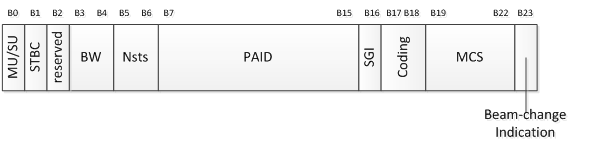 B0 B1 B2 B3 B4 B5 B6 B7 B15 B16 B17 B18 B19 B22 B23
MU/SU STBC reserved BW Nsts PAID SGI Coding MCS
Beam-change
Indication